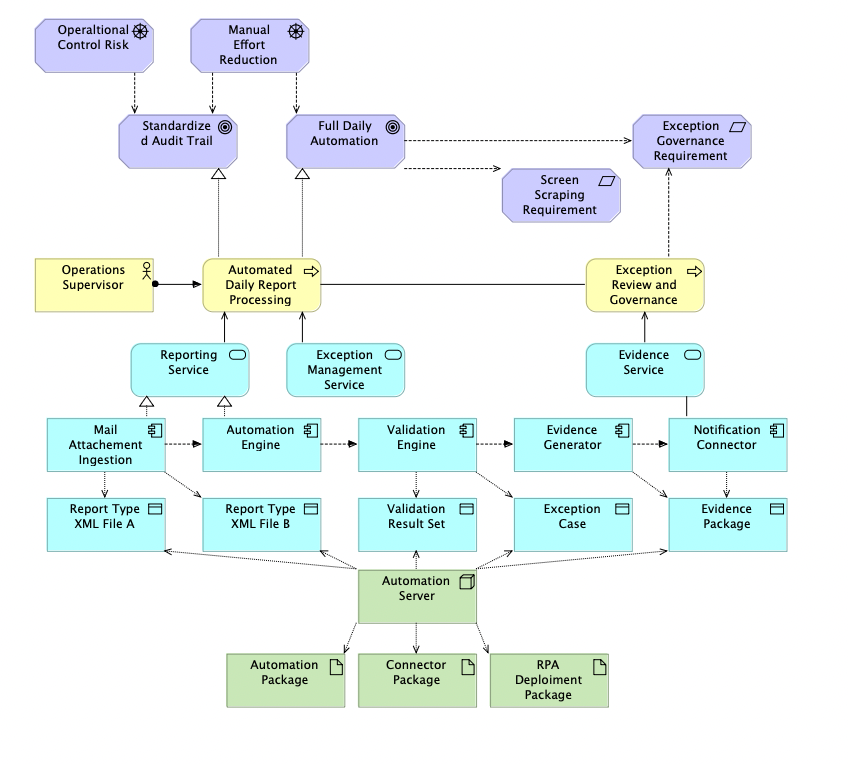 Operaltional
Control Risk
Manual
Effort
Reduction
Standardize
d Audit Trail
Full Daily
Automation
Exception
Governance
Requirement
Screen
Scraping
Requirement
Operations
Supervisor
Automated
Daily Report
Processing
Exception
Review and
Governance
Reporting
Service
Exception
Management
Service
Evidence
Service
Mail
Attachement
Ingestion
Automation
Engine
Validation
Engine
Evidence
Generator
Notification
Connector
Report Type
XML File A
Report Type
XML File B
Validation
Result Set
Exception
Case
Evidence
Package
Automation
Server
Automation
Package
Connector
Package
RPA
Deploiment
Package